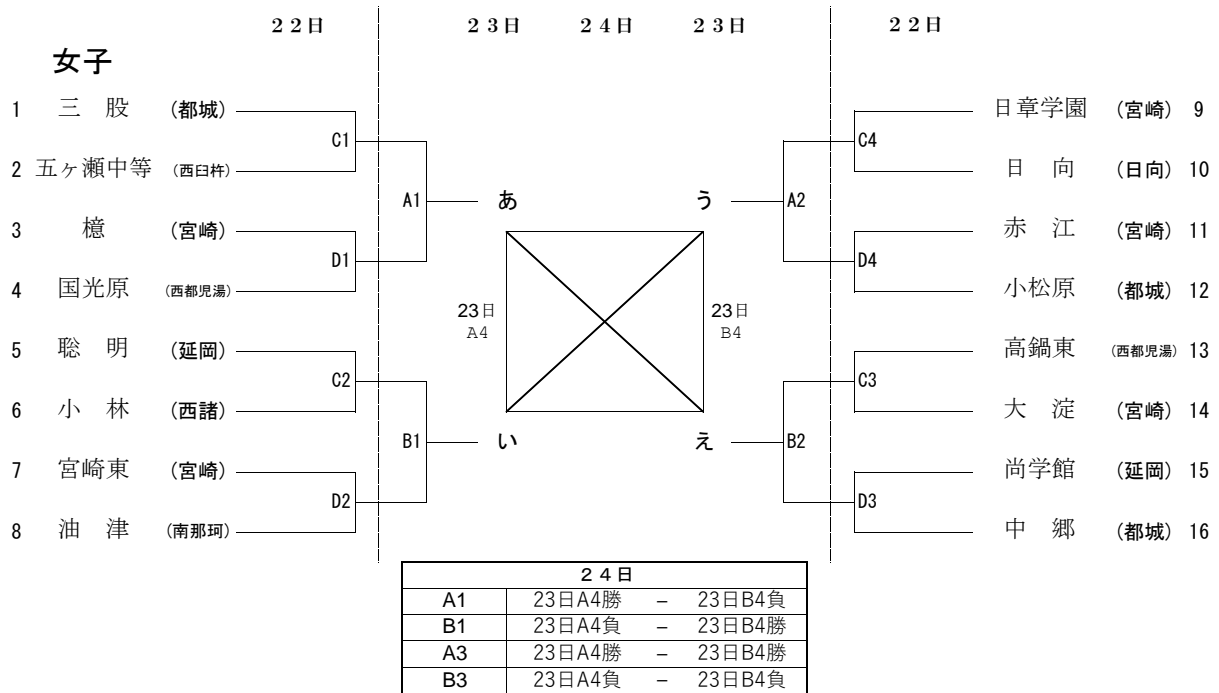 ２２日 ２３日 ２４日 ２３日 ２２日
女子
1 三 股 (都城) 日章学園 (宮崎) 9
C1 C4
2 五ヶ瀬中等 (西臼杵) 日 向 (日向) 10
A1 あ う A2
3 檍 (宮崎) 赤 江 (宮崎) 11
D1 D4
4 国光原 (西都児湯) 小松原 (都城) 12
23日 23日
A4 B4
5 聡 明 (延岡) 高鍋東 (西都児湯) 13
C2 C3
6 小 林 (西諸) 大 淀 (宮崎) 14
B1 い え B2
7 宮崎東 (宮崎) 尚学館 (延岡) 15
D2 D3
8 油 津 (南那珂) 中 郷 (都城) 16
２４日
A1 23日A4勝 － 23日B4負
B1 23日A4負 － 23日B4勝
A3 23日A4勝 － 23日B4勝
B3 23日A4負 － 23日B4負